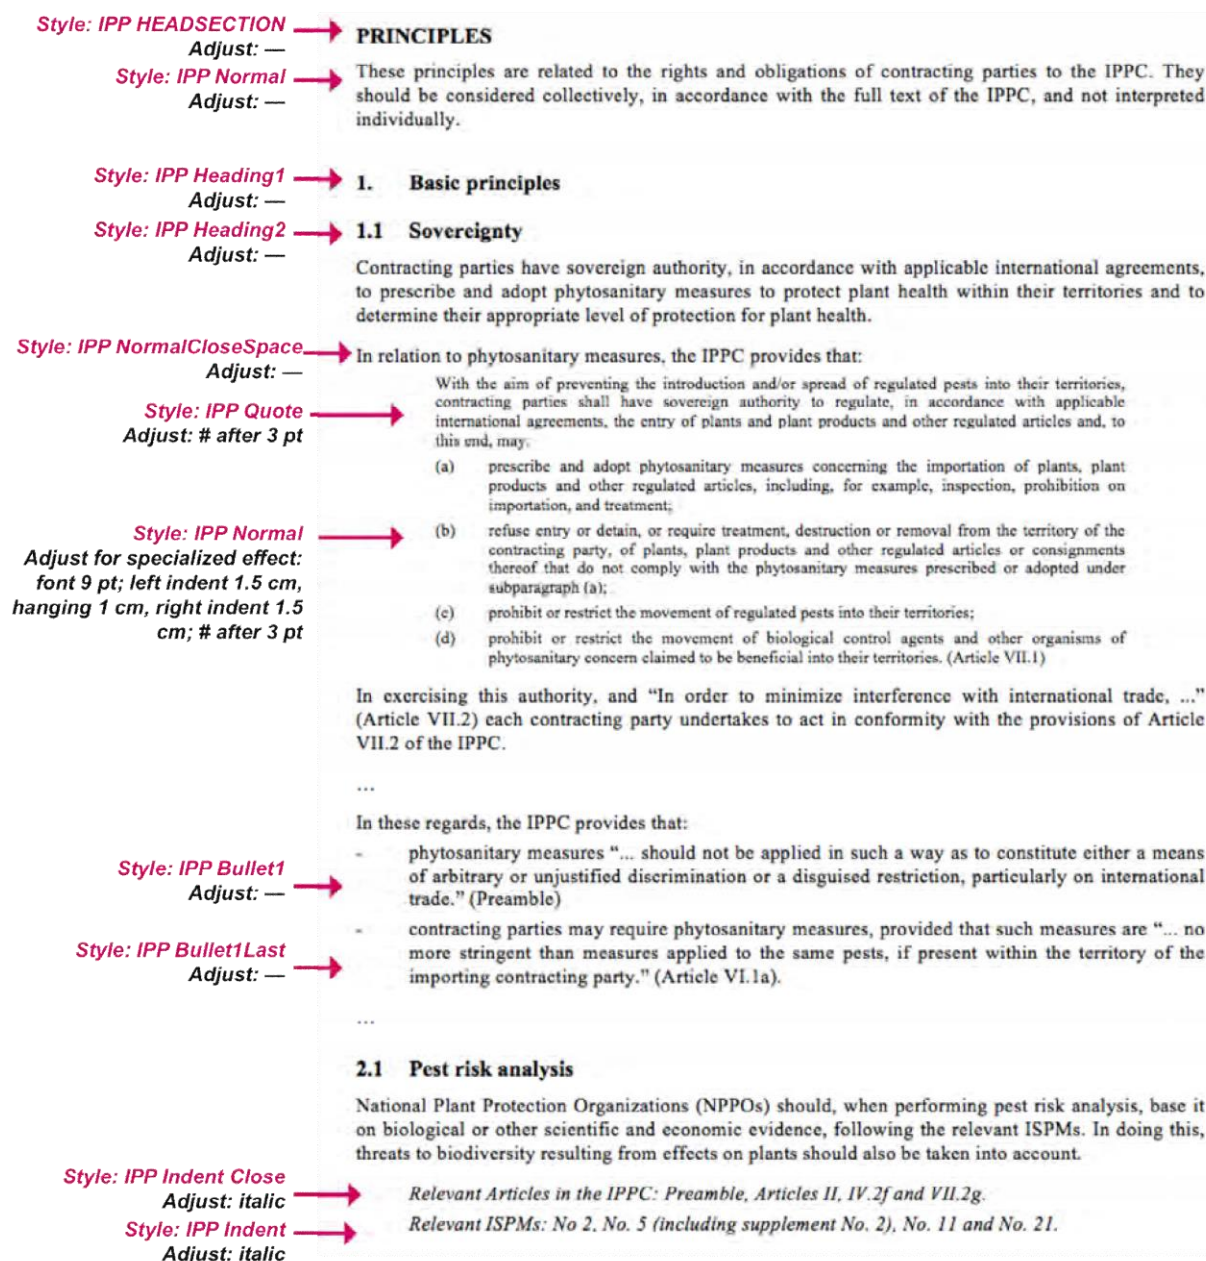 Style: IPP HEADSECTION
Adjust: —
PRINCIPLES
Style: IPP Normal
Adjust: —
These principles are related to the rights and obligations of contracting parties to the IPPC. They
should be considered collectively, in accordance with the full text of the IPPC, and not interpreted
individually.
Style: IPP Heading1
Adjust: —
1. Basic principles
Style: IPP Heading2
Adjust: —
1.1 Sovereignty
Contracting parties have sovereign authority, in accordance with applicable international agreements,
to prescribe and adopt phytosanitary measures to protect plant health within their territories and to
determine their appropriate level of protection for plant health.
Style: IPP NormalCloseSpace
Adjust: —
In relation to phytosanitary measures, the IPPC provides that:
Style: IPP Quote
Adjust: # after 3 pt
With the aim of preventing the introduction and/or spread of regulated pests into their territories,
contracting parties shall have sovereign authority to regulate, in accordance with applicable
international agreements, the entry of plants and plant products and other regulated articles and, to
this end, may:
(a) prescribe and adopt phytosanitary measures concerning the importation of plants, plant
products and other regulated articles, including, for example, inspection, prohibition on
importation, and treatment;
Style: IPP Normal
Adjust for specialized effect:
font 9 pt; left indent 1.5 cm,
hanging 1 cm, right indent 1.5
cm; # after 3 pt
(b) refuse entry or detain, or require treatment, destruction or removal from the territory of the
contracting party, of plants, plant products and other regulated articles or consignments
thereof that do not comply with the phytosanitary measures prescribed or adopted under
subparagraph (a);
(c) prohibit or restrict the movement of regulated pests into their territories;
(d) prohibit or restrict the movement of biological control agents and other organisms of
phytosanitary concern claimed to be beneficial into their territories. (Article VII.1)
In exercising this authority, and “In order to minimize interference with international trade, ...”
(Article VII.2) each contracting party undertakes to act in conformity with the provisions of Article
VII.2 of the IPPC.
...
In these regards, the IPPC provides that:
Style: IPP Bullet1
Adjust: —
- phytosanitary measures “... should not be applied in such a way as to constitute either a means
of arbitrary or unjustified discrimination or a disguised restriction, particularly on international
trade.” (Preamble)
Style: IPP Bullet1Last
Adjust: —
- contracting parties may require phytosanitary measures, provided that such measures are “... no
more stringent than measures applied to the same pests, if present within the territory of the
importing contracting party.” (Article VI.1a).
...
2.1 Pest risk analysis
National Plant Protection Organizations (NPPOs) should, when performing pest risk analysis, base it
on biological or other scientific and economic evidence, following the relevant ISPMs. In doing this,
threats to biodiversity resulting from effects on plants should also be taken into account.
Style: IPP Indent Close
Adjust: italic
Relevant Articles in the IPPC: Preamble, Articles II, IV.2f and VII.2g.
Style: IPP Indent
Adjust: italic
Relevant ISPMs: No 2, No. 5 (including supplement No. 2), No. 11 and No. 21.